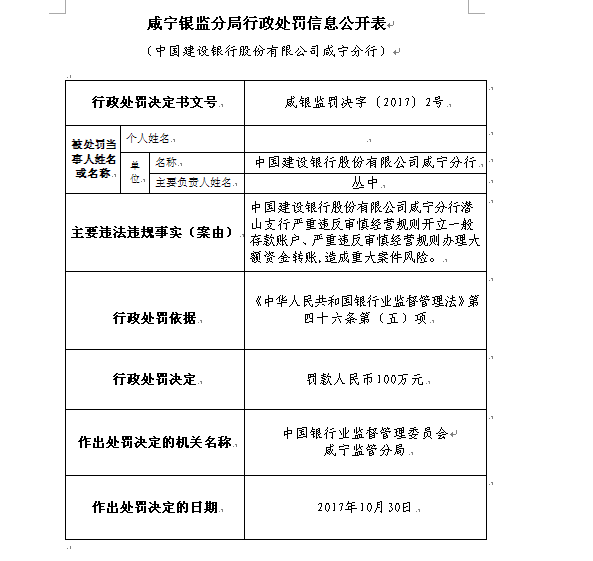 咸宁银监分局行政处罚信息公开表
（中国建设银行股份有限公司咸宁分行）
行政处罚决定书文号
咸银监罚决字〔2017〕2号
被处罚当
事人姓名
或名称
个人姓名
单
位
名称
中国建设银行股份有限公司咸宁分行
主要负责人姓名
丛中
主要违法违规事实（案由）
中国建设银行股份有限公司咸宁分行潜
山支行严重违反审慎经营规则开立一般
存款账户、严重违反审慎经营规则办理大
额资金转账,造成重大案件风险。
行政处罚依据
《中华人民共和国银行业监督管理法》第
四十六条第（五）项
行政处罚决定
罚款人民币100万元
作出处罚决定的机关名称
中国银行业监督管理委员会
咸宁监管分局
作出处罚决定的日期
2017年10月30日